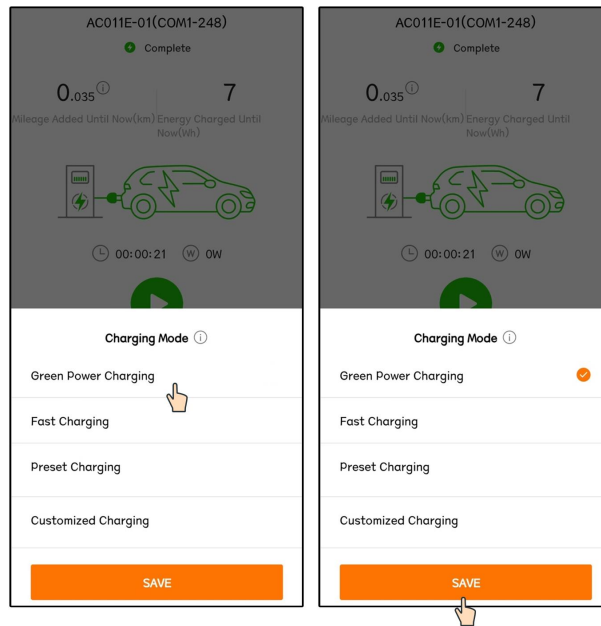 AC011E-01(COM1-248)
Complete
0.035
7
Mileage Added Until Now(km)
Energy Charged Until Now(Wh)
00:00:21
W
0W
Charging Mode
Green Power Charging
Fast Charging
Preset Charging
Customized Charging
SAVE
AC011E-01(COM1-248)
Complete
0.035
7
Mileage Added Until Now(km)
Energy Charged Until Now(Wh)
00:00:21
W
0W
Charging Mode
Green Power Charging
Fast Charging
Preset Charging
Customized Charging
SAVE